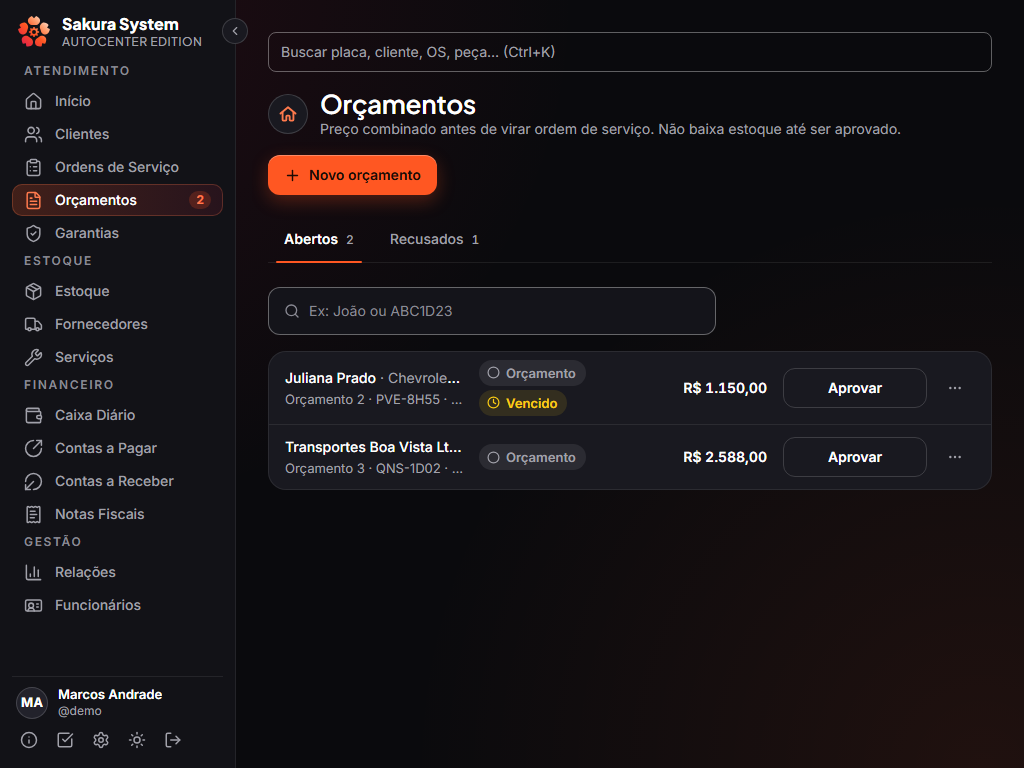 Sakura System
AUTOCENTER EDITION
ATENDIMENTO
Início
Clientes
Ordens de Serviço
Orçamentos 2
Garantias
ESTOQUE
Estoque
Fornecedores
Serviços
FINANCEIRO
Caixa Diário
Contas a Pagar
Contas a Receber
Notas Fiscais
GESTÃO
Relações
Funcionários
MA
Marcos Andrade
@demo
Buscar placa, cliente, OS, peça... (Ctrl+K)
Orçamentos
Preço combinado antes de virar ordem de serviço. Não baixa estoque até ser aprovado.
Novo orçamento
Abertos 2 Recusados 1
Ex: João ou ABC1D23
Juliana Prado · Chevrole...
Orçamento 2 · PVE-8H55 · ...
Orçamento
Vencido
R$ 1.150,00
Aprovar
Transportes Boa Vista Lt...
Orçamento 3 · QNS-1D02 · ...
Orçamento
R$ 2.588,00
Aprovar